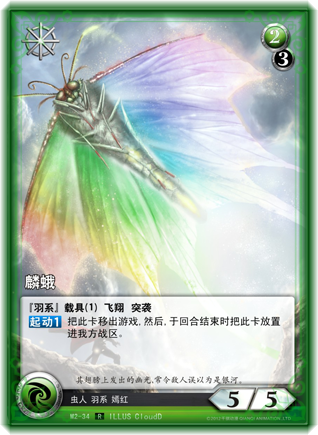 2
3
麟蛾
『羽系』 载具(1) 飞翔 突袭
起动1 把此卡移出游戏,然后,于回合结束时把此卡放置
进我方战区。
其翅膀上发出的幽光,常令敌人误以为是银河。
虫人 羽系 嫣红
5 / 5
M2-34 R ILLUS CloudD